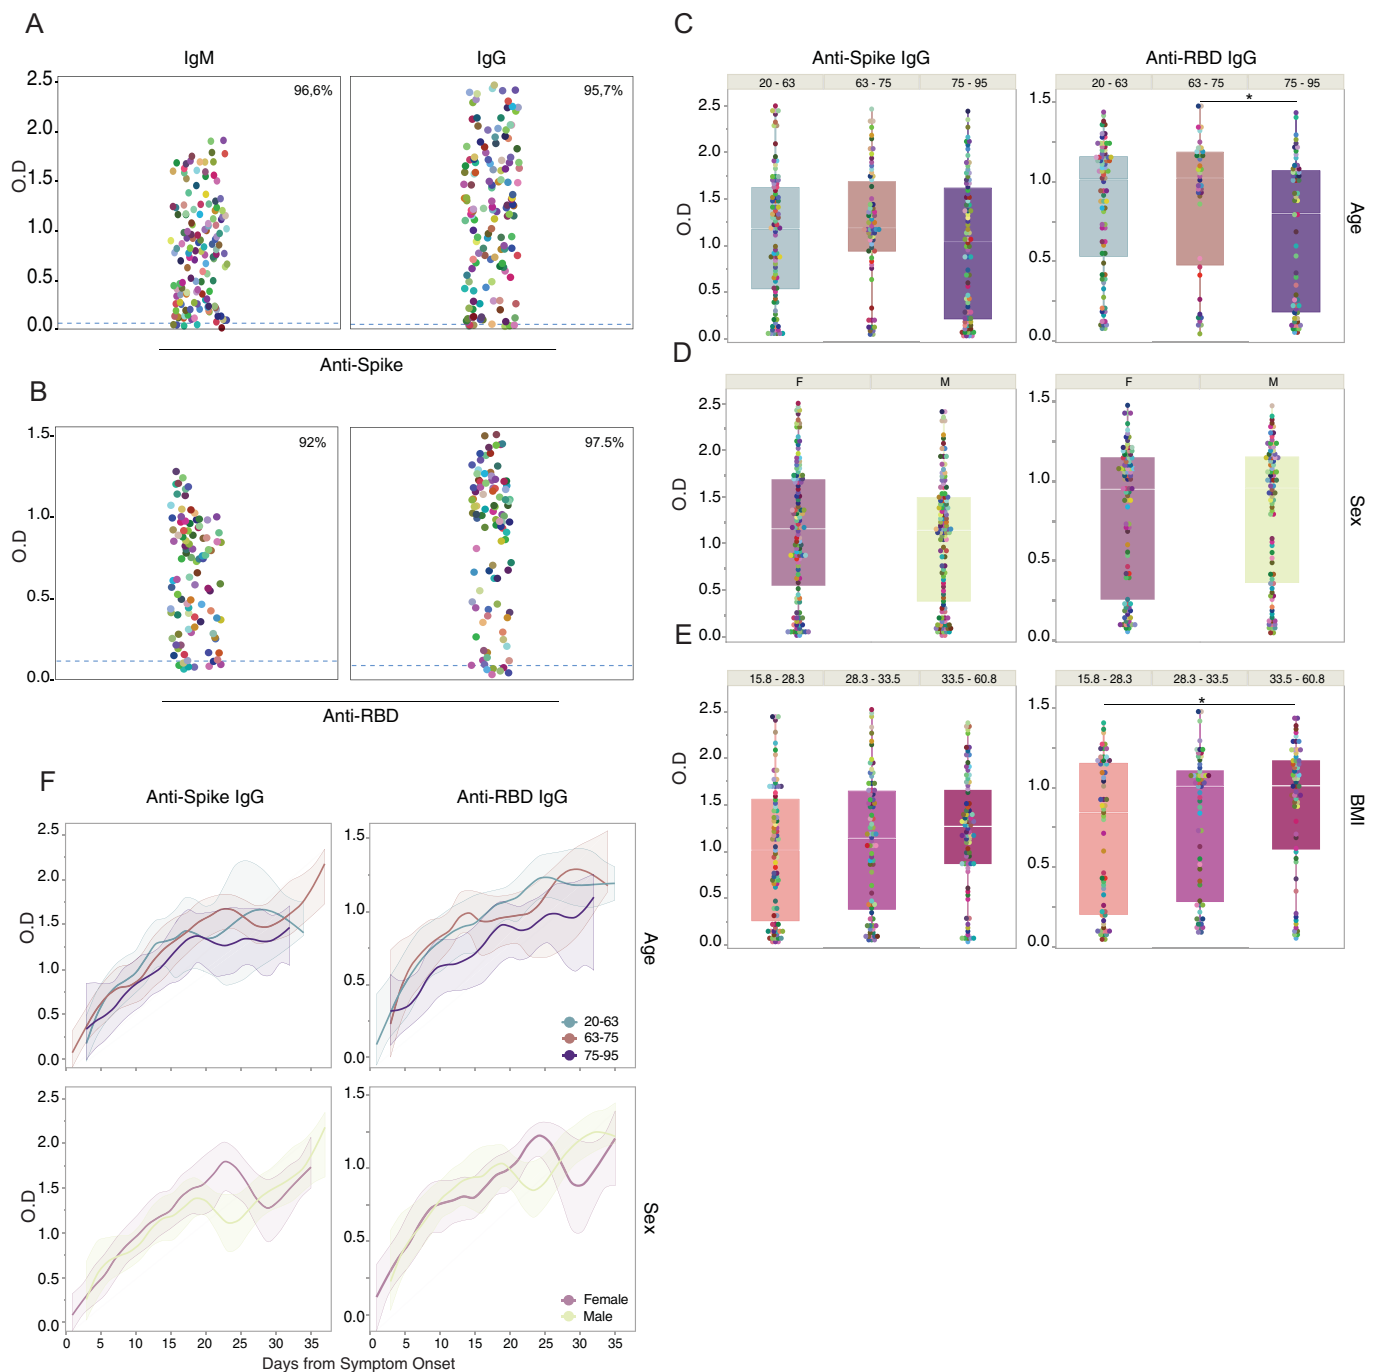 A
IgM
IgG
2.5
2.0
1.5
1.0
0.5
0.0
O.D
96,6%
95,7%
Anti-Spike
B
1.5
1.0
0.5
0.0
O.D
92%
97.5%
Anti-RBD
C
Anti-Spike IgG
Anti-RBD IgG
20 - 63
63 - 75
75 - 95
20 - 63
63 - 75
75 - 95
2.5
2.0
1.5
1.0
0.5
0.0
O.D
1.5
1.0
0.5
0.0
*
Age
D
F
M
F
M
2.5
2.0
1.5
1.0
0.5
0.0
O.D
1.5
1.0
0.5
0.0
Sex
E
15.8 - 28.3
28.3 - 33.5
33.5 - 60.8
15.8 - 28.3
28.3 - 33.5
33.5 - 60.8
2.5
2.0
1.5
1.0
0.5
0.0
O.D
1.5
1.0
0.5
0.0
*
BMI
F
Anti-Spike IgG
Anti-RBD IgG
2.5
2.0
1.5
1.0
0.5
0.0
O.D
1.5
1.0
0.5
0.0
20-63
63-75
75-95
Age
2.5
2.0
1.5
1.0
0.5
0.0
O.D
1.5
1.0
0.5
0.0
Female
Male
Sex
0 5 10 15 20 25 30 35
0 5 10 15 20 25 30 35
Days from Symptom Onset